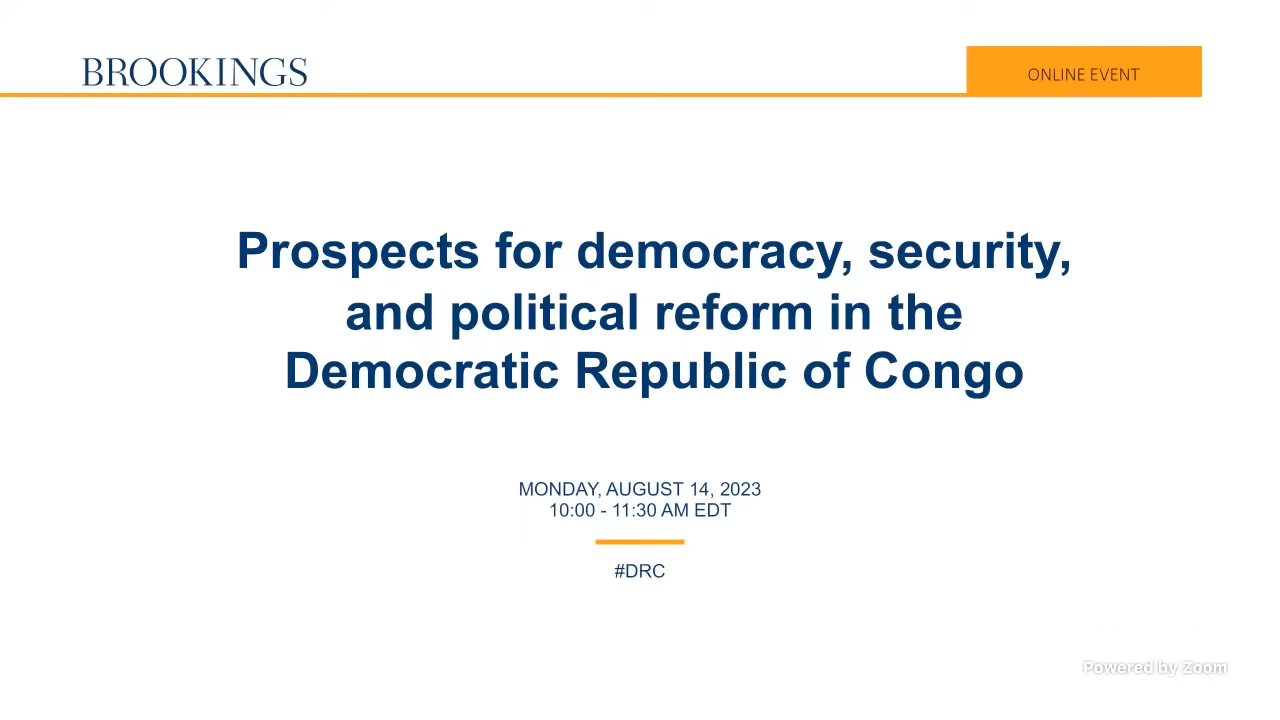 BROOKINGS
ONLINE EVENT
Prospects for democracy, security,
and political reform in the
Democratic Republic of Congo
MONDAY, AUGUST 14, 2023
10:00 - 11:30 AM EDT
#DRC
Powered by Zoom